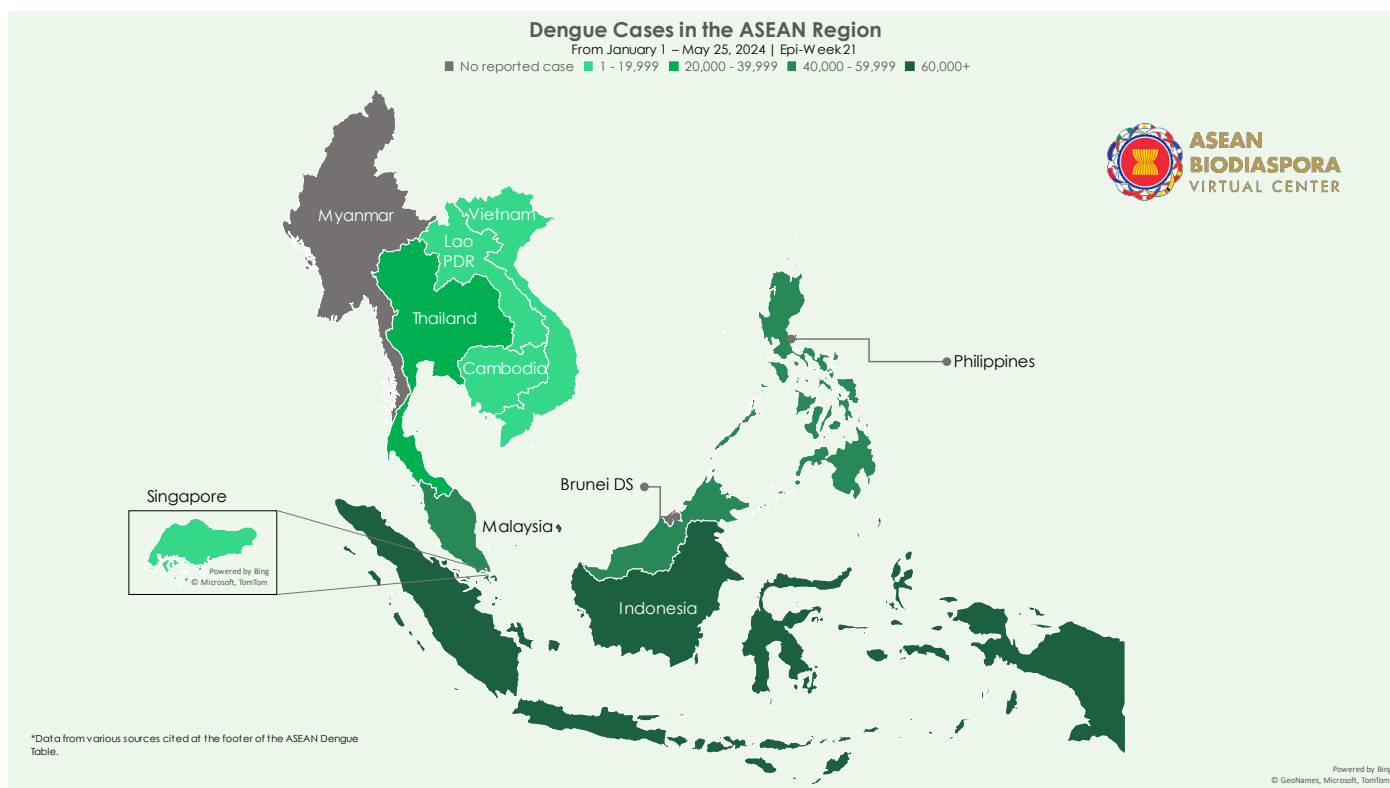 Dengue Cases in the ASEAN Region
From January 1 – May 25, 2024 | Epi-Week 21
No reported case 1 - 19,999 20,000 - 39,999 40,000 - 59,999 60,000+
ASEAN
BIODIASPORA
VIRTUAL CENTER
Myanmar
Vietnam
Lao
PDR
Thailand
Cambodia
Philippines
Brunei DS
Singapore
Malaysia
Powered by Bing
© Microsoft, TomTom
Indonesia
*Data from various sources cited at the footer of the ASEAN Dengue
Table.
Powered by Bing
© GeoNames, Microsoft, TomTom